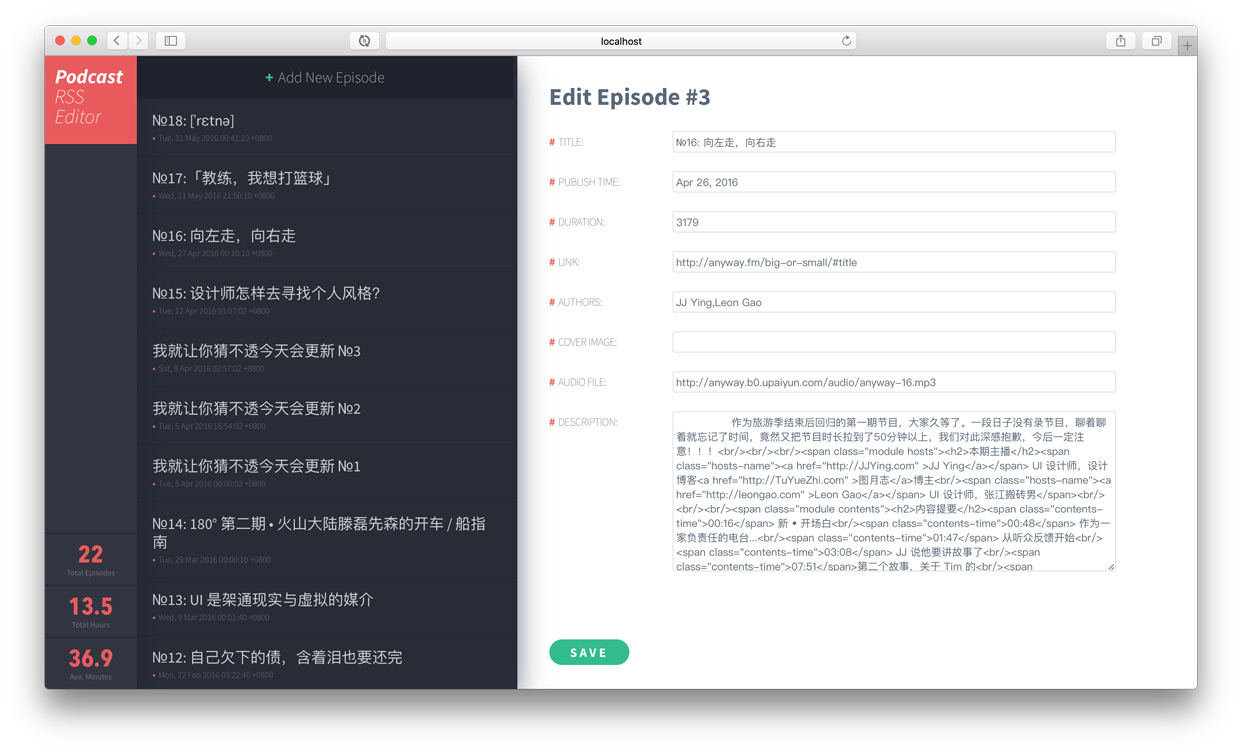 localhost
Podcast
RSS
Editor
22
Total Episodes
13.5
Total Hours
36.9
Ave. Minutes
+ Add New Episode
№18: ['rɛtnə]
• Tue, 31 May 2016 00:41:10 +0800
№17:「教练，我想打篮球」
• Wed, 11 May 2016 21:50:10 +0800
№16: 向左走，向右走
• Wed, 27 Apr 2016 00:10:10 +0800
№15: 设计师怎样去寻找个人风格？
• Tue, 12 Apr 2016 01:07:02 +0800
我就让你猜不透今天会更新 №3
• Sat, 9 Apr 2016 02:57:02 +0800
我就让你猜不透今天会更新 №2
• Tue, 5 Apr 2016 16:54:02 +0800
我就让你猜不透今天会更新 №1
• Tue, 5 Apr 2016 00:00:02 +0800
№14: 180° 第二期 • 火山大陆滕磊先森的开车 / 船指
南
• Tue, 29 Mar 2016 00:00:10 +0800
№13: UI 是架通现实与虚拟的媒介
• Wed, 9 Mar 2016 00:01:40 +0800
№12: 自己欠下的债，含着泪也要还完
• Mon, 22 Feb 2016 03:22:40 +0800
Edit Episode #3
# TITLE: №16: 向左走，向右走
# PUBLISH TIME: Apr 26, 2016
# DURATION: 3179
# LINK: http://anyway.fm/big-or-small/#title
# AUTHORS: JJ Ying,Leon Gao
# COVER IMAGE:
# AUDIO FILE: http://anyway.b0.upaiyun.com/audio/anyway-16.mp3
# DESCRIPTION: 作为旅游季结束后回归的第一期节目，大家久等了。一段日子没有录节目，聊着聊
着就忘记了时间，竟然又把节目时长拉到了50分钟以上，我们对此深感抱歉，今后一定注
意！！！<br/><br/><br/><span class="module hosts"><h2>本期主播</h2><span
class="hosts-name"><a href="http://JJYing.com" >JJ Ying</a></span> UI 设计师，设计
博客<a href="http://TuYueZhi.com" >图月志</a>博主<br/><span class="hosts-name"><a
href="http://leongao.com" >Leon Gao</a></span> UI 设计师，张江搬砖男</span><br/>
<br/><br/><span class="module contents"><h2>内容提要</h2><span class="contents-
time">00:16</span> 新 • 开场白<br/><span class="contents-time">00:48</span> 作为一
家负责任的电台...<br/><span class="contents-time">01:47</span> 从听众反馈开始<br/>
<span class="contents-time">03:08</span> JJ 说他要讲故事了<br/><span
class="contents-time">07:51</span>第二个故事，关于 Tim 的<br/><span
SAVE